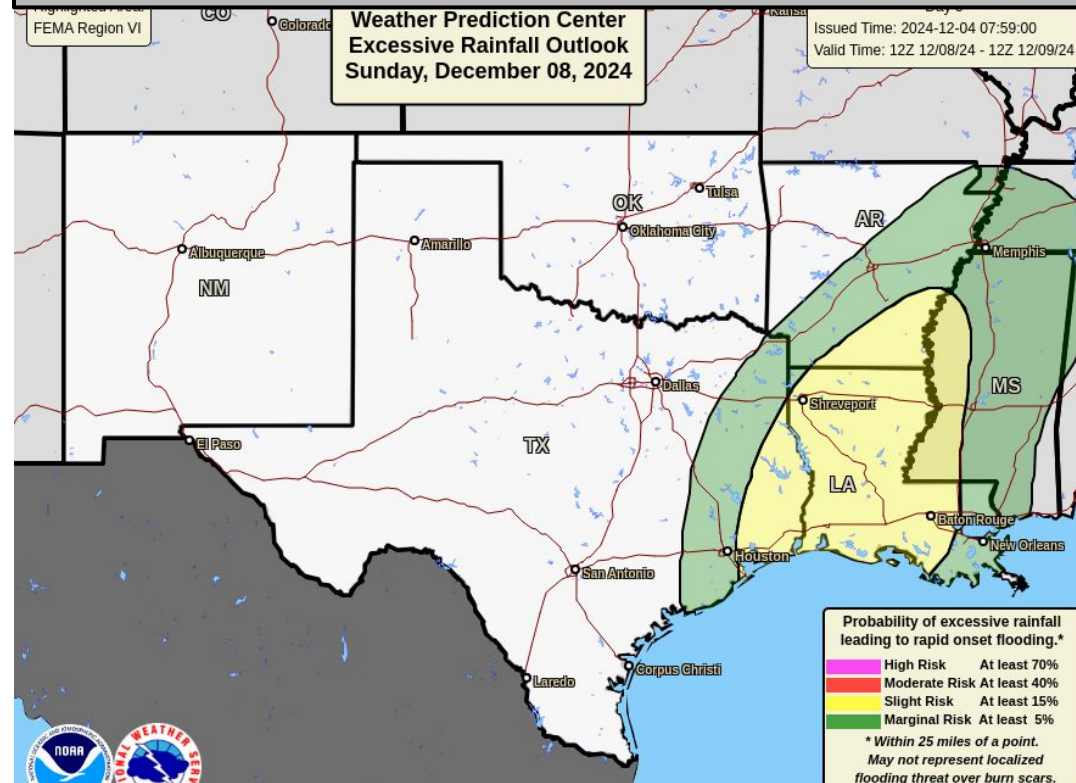 Highlighted Area:
FEMA Region VI
Weather Prediction Center
Excessive Rainfall Outlook
Sunday, December 08, 2024
Issued Time: 2024-12-04 07:59:00
Valid Time: 12Z 12/08/24 - 12Z 12/09/24
CO
Colorado
Kansa
Tulsa
OK
Oklahoma City
AR
Albuquerque
Amarillo
Memphis
NM
Dallas
MS
Shreveport
El Paso
TX
LA
Baton Rouge
New Orleans
Houston
San Antonio
Corpus Christi
Laredo
Probability of excessive rainfall
leading to rapid onset flooding.*
High Risk At least 70%
Moderate Risk At least 40%
Slight Risk At least 15%
Marginal Risk At least 5%
* Within 25 miles of a point.
May not represent localized
flooding threat over burn scars.
NOAA